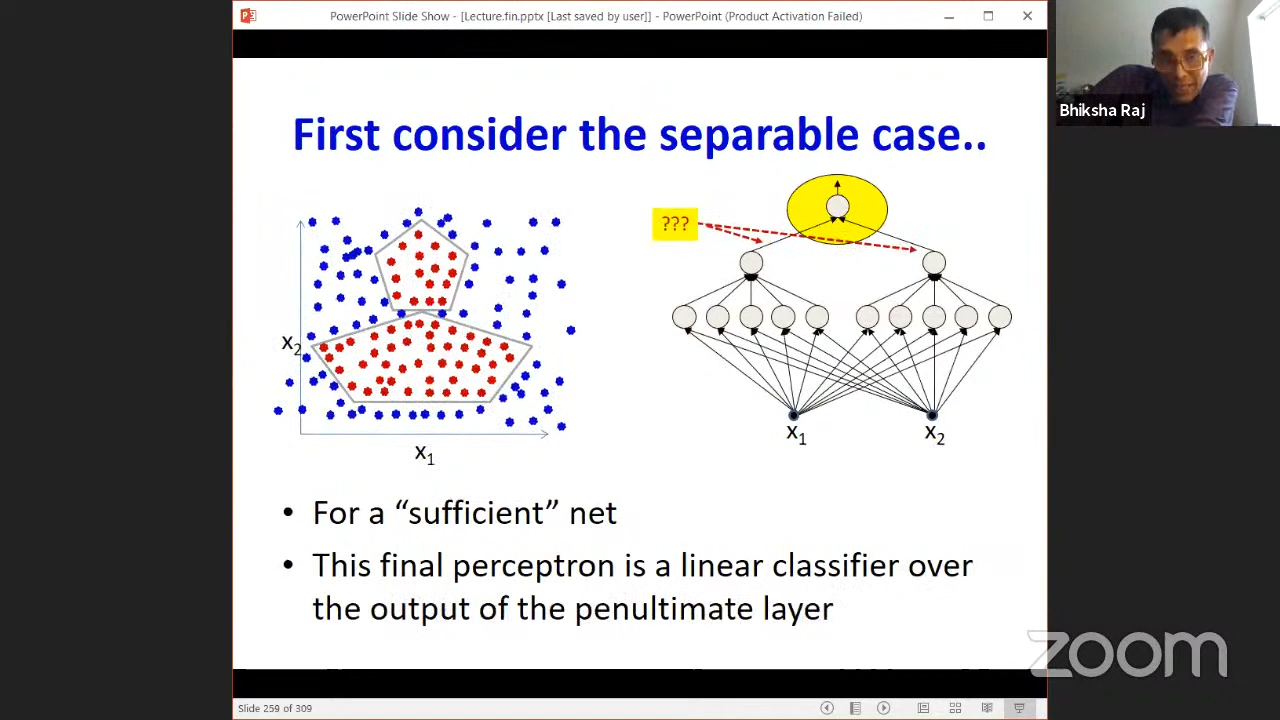 PowerPoint Slide Show - [Lecture.fin.pptx [Last saved by user]] - PowerPoint (Product Activation Failed)
Bhiksha Raj
First consider the separable case..
???
x2
x1
x1
x2
• For a “sufficient” net
• This final perceptron is a linear classifier over
the output of the penultimate layer
zoom
Slide 259 of 309